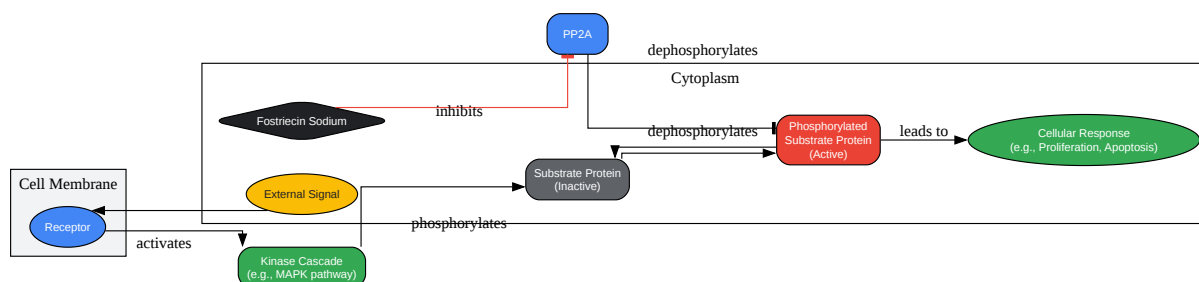 PP2A
dephosphorylates
Cytoplasm
inhibits
Fostriecin Sodium
dephosphorylates
Phosphorylated
Substrate Protein
(Active)
leads to
Cellular Response
(e.g., Proliferation, Apoptosis)
Substrate Protein
(Inactive)
Cell Membrane
External Signal
Receptor
phosphorylates
activates
Kinase Cascade
(e.g., MAPK pathway)